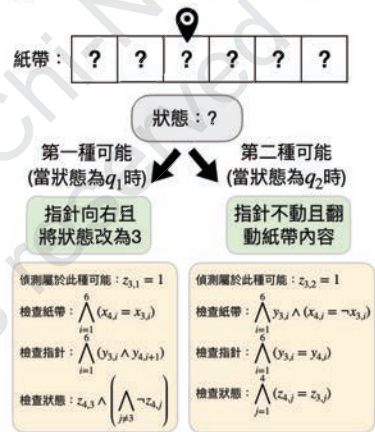 紙帶：? ? ? ? ? ?
狀態：?
第一種可能
(當狀態為q₁時)
第二種可能
(當狀態為q₂時)
指針向右且
將狀態改為3
指針不動且翻
動紙帶內容
偵測屬於此種可能：z₃,₁ = 1
檢查紙帶：⋀_{i=1}^{6} (x₄,ᵢ = x₃,ᵢ)
檢查指針：⋀_{i=1}^{6} (y₃,ᵢ ∧ y₄,ᵢ₊₁)
檢查狀態：z₄,₃ ∧ (⋀_{j≠3} ¬z₄,ⱼ)
偵測屬於此種可能：z₃,₂ = 1
檢查紙帶：⋀_{i=1}^{6} y₃,ᵢ ∧ (x₄,ᵢ = ¬x₃,ᵢ)
檢查指針：⋀_{i=1}^{6} (y₃,ᵢ = y₄,ᵢ)
檢查狀態：⋀_{j=1}^{4} (z₄,ⱼ = z₃,ⱼ)